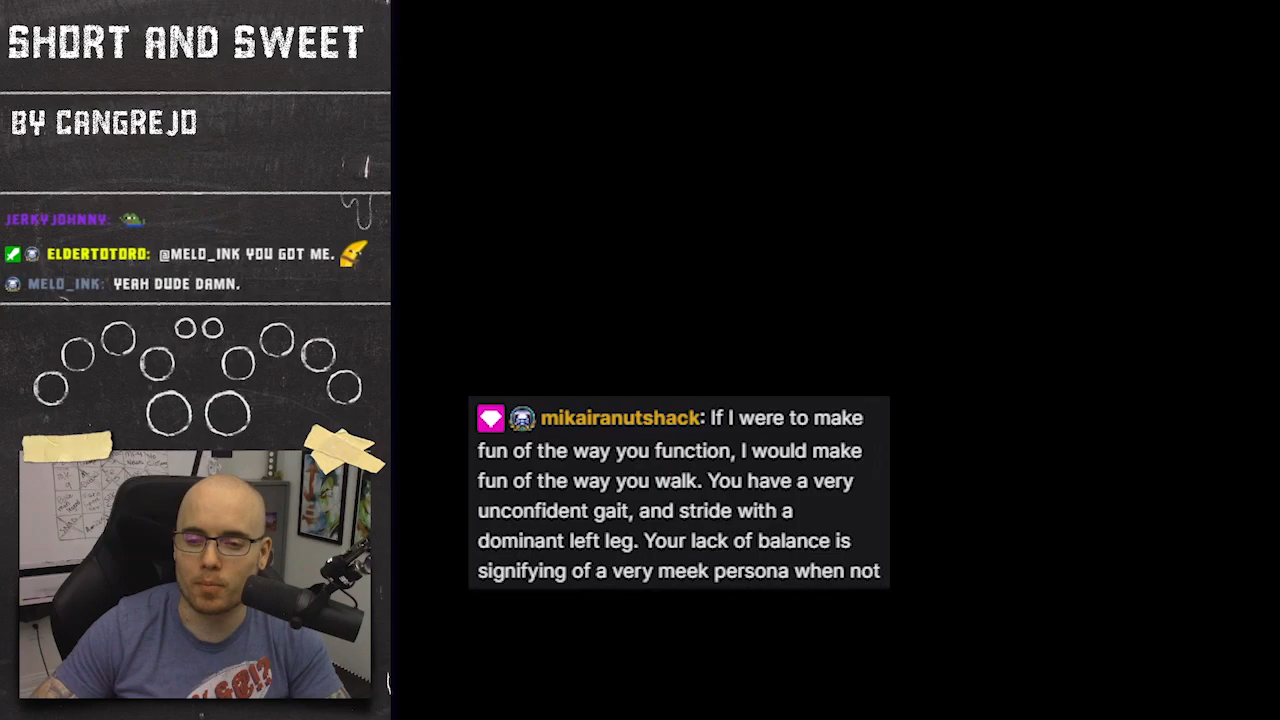 SHORT AND SWEET
BY CANGREJO
JERKYJOHNNY:
ELDERTOTORO: @MELO_INK YOU GOT ME.
MELO_INK: YEAH DUDE DAMN.
mikairanutshack: If I were to make
fun of the way you function, I would make
fun of the way you walk. You have a very
unconfident gait, and stride with a
dominant left leg. Your lack of balance is
signifying of a very meek persona when not